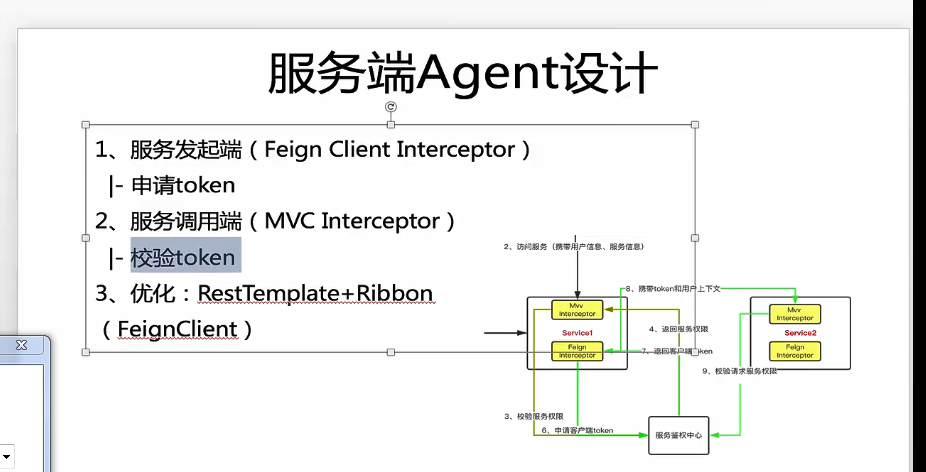 服务端Agent设计
1、服务发起端（Feign Client Interceptor）
|- 申请token
2、服务调用端（MVC Interceptor）
|- 校验token
3、优化：RestTemplate+Ribbon
（FeignClient）
2、访问服务（携带用户信息、服务信息）
8、携带token和用户上下文
Mvv
Interceptor
Service1
Feign
Interceptor
4、返回服务权限
7、返回客户端token
Mvv
Interceptor
Service2
Feign
Interceptor
9、校验请求服务权限
3、校验服务权限
6、申请客户端token
服务鉴权中心